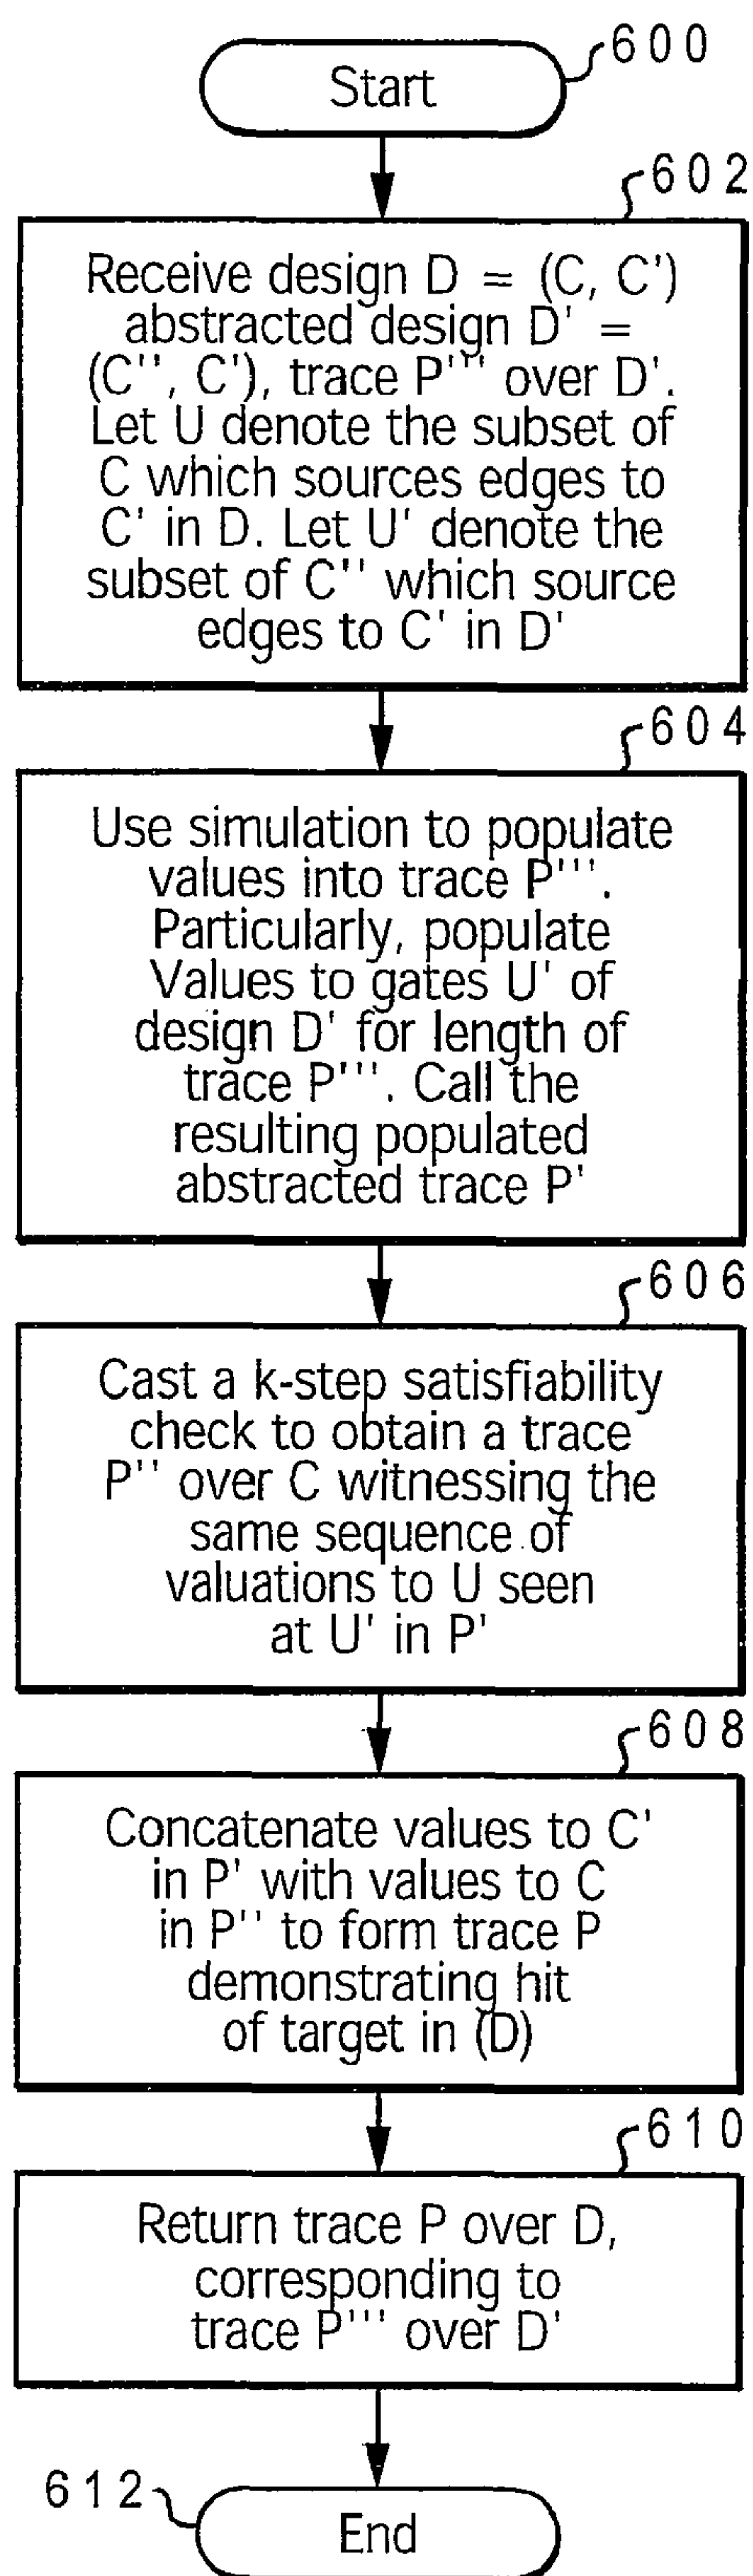 600
Start
602
Receive design D = (C, C')
abstracted design D' =
(C'', C'), trace P''' over D'.
Let U denote the subset of
C which sources edges to
C' in D. Let U' denote the
subset of C'' which source
edges to C' in D'
604
Use simulation to populate
values into trace P'''.
Particularly, populate
Values to gates U' of
design D' for length of
trace P'''. Call the
resulting populated
abstracted trace P'
606
Cast a k-step satisfiability
check to obtain a trace
P'' over C witnessing the
same sequence of
valuations to U seen
at U' in P'
608
Concatenate values to C'
in P' with values to C
in P'' to form trace P
demonstrating hit
of target in (D)
610
Return trace P over D,
corresponding to
trace P''' over D'
612
End